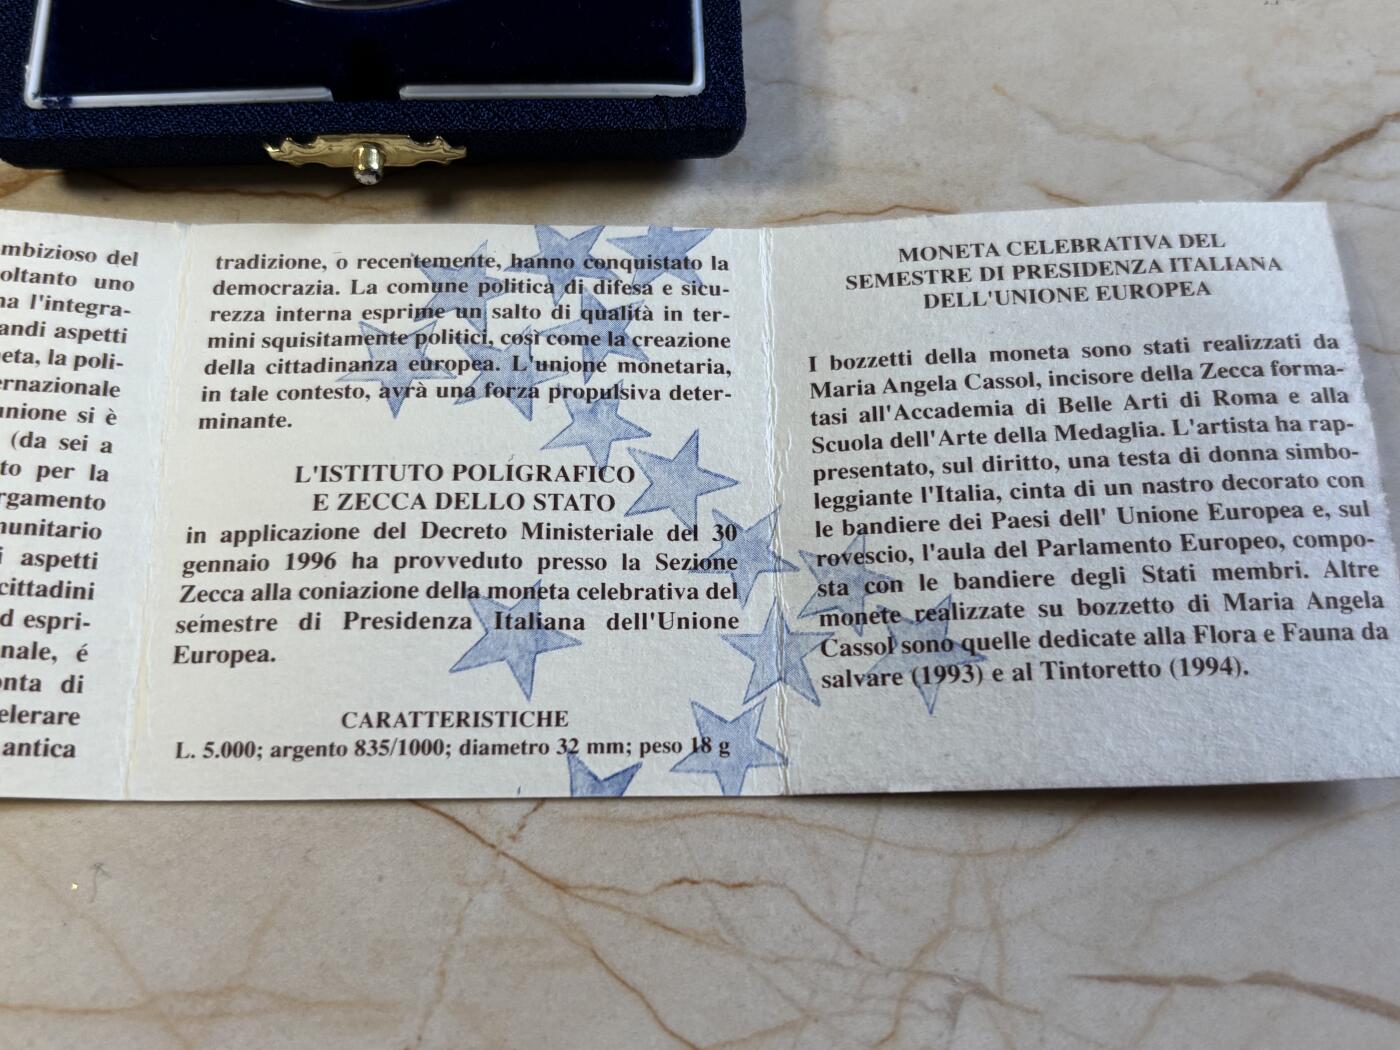 mbizioso del
oltanto uno
na l'integra-
andi aspetti
neta, la poli-
ernazionale
unione si è
(da sei a
to per la
rgamento
munitario
i aspetti
cittadini
d espri-
nale, é
onta di
elerare
antica
tradizione, o recentemente, hanno conquistato la
democrazia. La comune politica di difesa e sicu-
rezza interna esprime un salto di qualità in ter-
mini squisitamente politici, così come la creazione
della cittadinanza europea. L'unione monetaria,
in tale contesto, avrà una forza propulsiva deter-
minante.
L'ISTITUTO POLIGRAFICO
E ZECCA DELLO STATO
in applicazione del Decreto Ministeriale del 30
gennaio 1996 ha provveduto presso la Sezione
Zecca alla coniazione della moneta celebrativa del
semestre di Presidenza Italiana dell'Unione
Europea.
CARATTERISTICHE
L. 5.000; argento 835/1000; diametro 32 mm; peso 18 g
MONETA CELEBRATIVA DEL
SEMESTRE DI PRESIDENZA ITALIANA
DELL'UNIONE EUROPEA
I bozzetti della moneta sono stati realizzati da
Maria Angela Cassol, incisore della Zecca forma-
tasi all'Accademia di Belle Arti di Roma e alla
Scuola dell'Arte della Medaglia. L'artista ha rap-
presentato, sul diritto, una testa di donna simbo-
leggiante l'Italia, cinta di un nastro decorato con
le bandiere dei Paesi dell' Unione Europea e, sul
rovescio, l'aula del Parlamento Europeo, compo-
sta con le bandiere degli Stati membri. Altre
monete realizzate su bozzetto di Maria Angela
Cassol sono quelle dedicate alla Flora e Fauna da
salvare (1993) e al Tintoretto (1994).